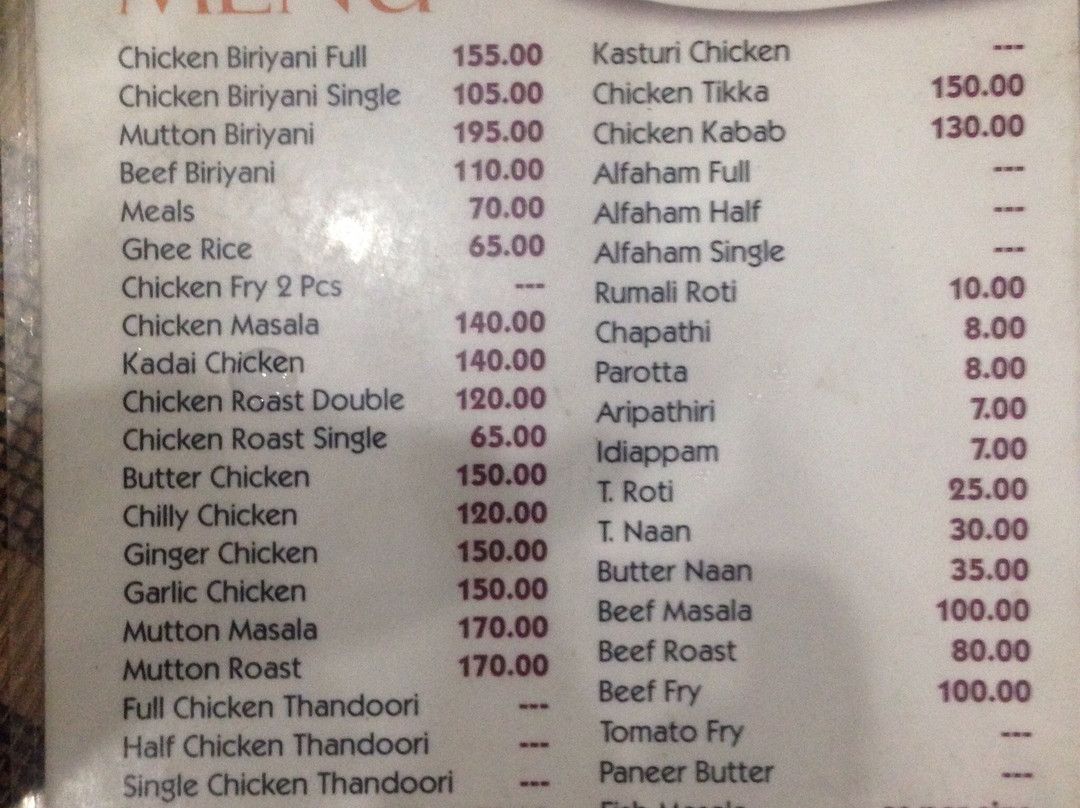 MENU
Chicken Biriyani Full 155.00
Chicken Biriyani Single 105.00
Mutton Biriyani 195.00
Beef Biriyani 110.00
Meals 70.00
Ghee Rice 65.00
Chicken Fry 2 Pcs ---
Chicken Masala 140.00
Kadai Chicken 140.00
Chicken Roast Double 120.00
Chicken Roast Single 65.00
Butter Chicken 150.00
Chilly Chicken 120.00
Ginger Chicken 150.00
Garlic Chicken 150.00
Mutton Masala 170.00
Mutton Roast 170.00
Full Chicken Thandoori ---
Half Chicken Thandoori ---
Single Chicken Thandoori ---
Kasturi Chicken ---
Chicken Tikka 150.00
Chicken Kabab 130.00
Alfaham Full ---
Alfaham Half ---
Alfaham Single ---
Rumali Roti 10.00
Chapathi 8.00
Parotta 8.00
Aripathiri 7.00
Idiappam 7.00
T. Roti 25.00
T. Naan 30.00
Butter Naan 35.00
Beef Masala 100.00
Beef Roast 80.00
Beef Fry 100.00
Tomato Fry ---
Paneer Butter ---
Fish Masala